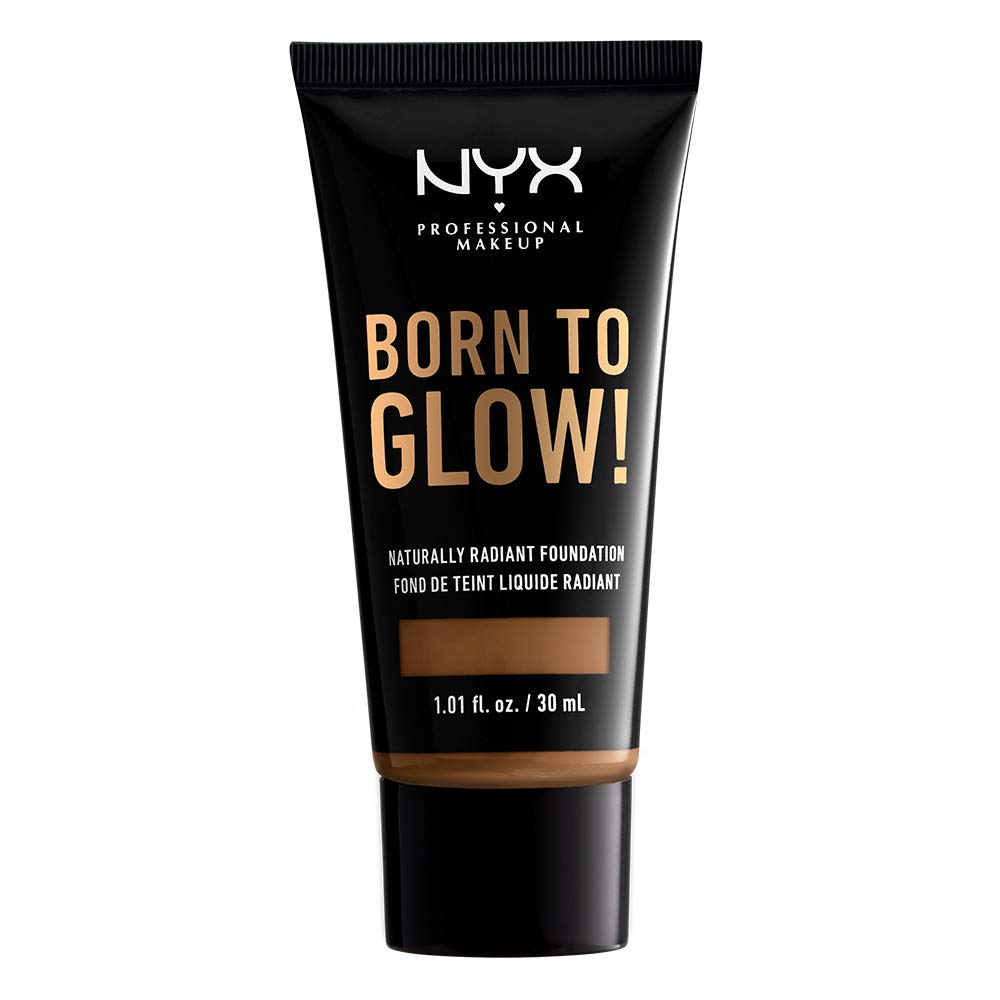 NYX
PROFESSIONAL
MAKEUP
BORN TO
GLOW!
NATURALLY RADIANT FOUNDATION
FOND DE TEINT LIQUIDE RADIANT
1.01 fl. oz. / 30 mL